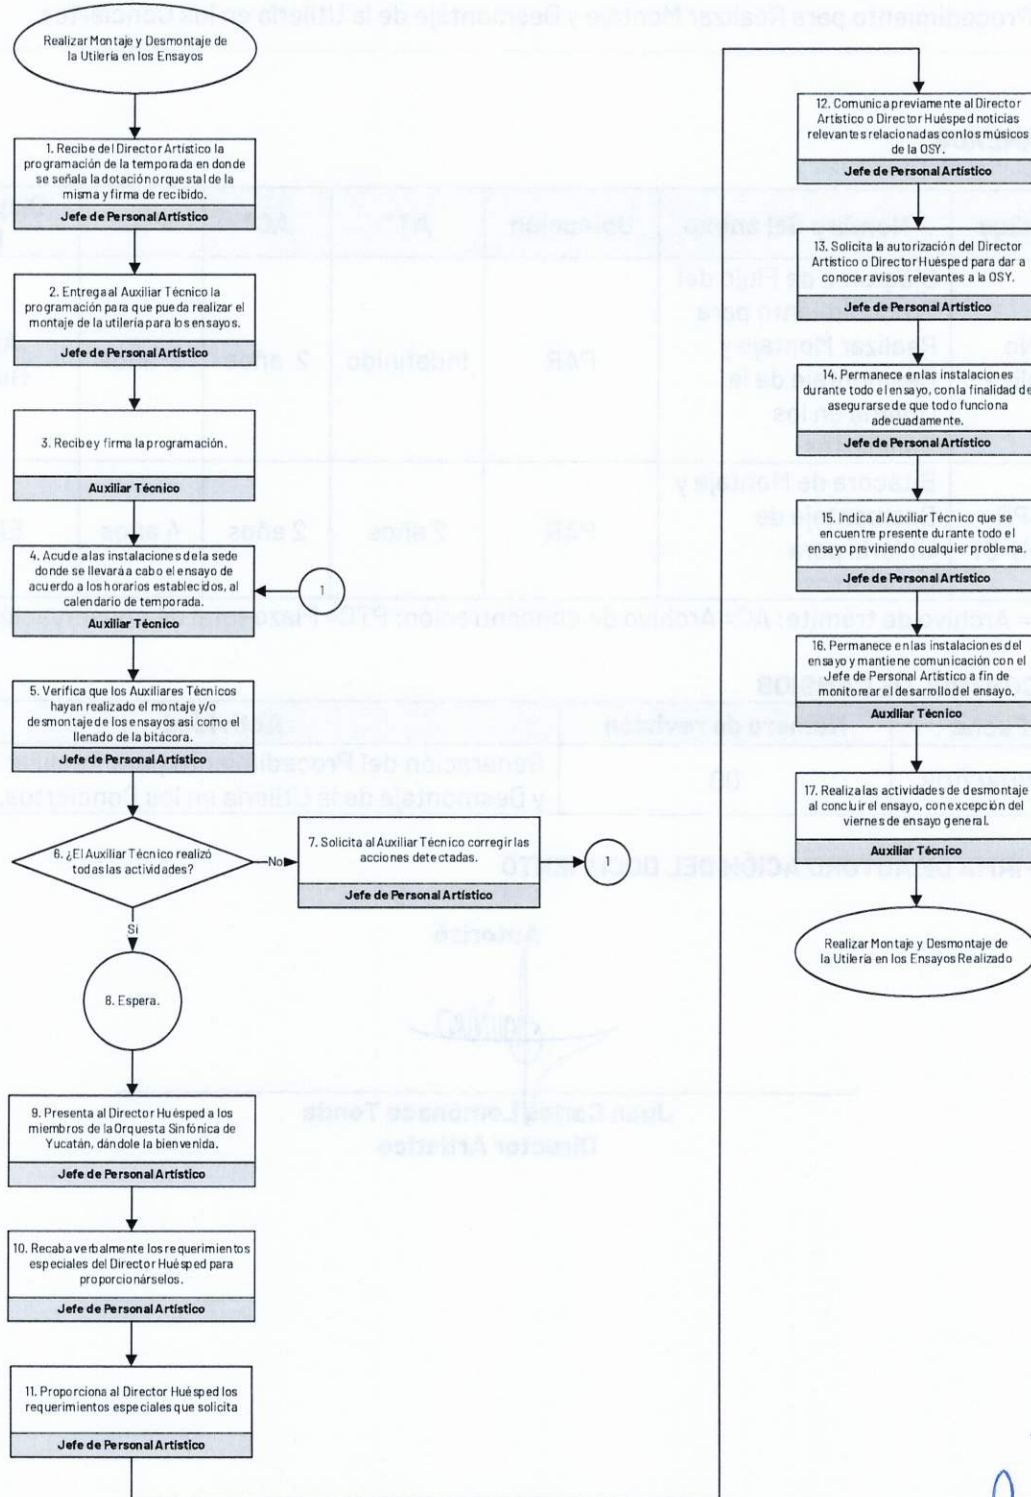 Realizar Montaje y Desmontaje de
la Utilería en los Ensayos
1. Recibe del Director Artístico la
programación de la temporada en donde
se señala la dotación orquestal de la
misma y firma de recibido.
Jefe de Personal Artístico
2. Entrega al Auxiliar Técnico la
programación para que pueda realizar el
montaje de la utilería para los ensayos.
Jefe de Personal Artístico
3. Recibe y firma la programación.
Auxiliar Técnico
4. Acude a las instalaciones de la sede
donde se llevará a cabo el ensayo de
acuerdo a los horarios establecidos, al
calendario de temporada.
Auxiliar Técnico
1
5. Verifica que los Auxiliares Técnicos
hayan realizado el montaje y/o
desmontaje de los ensayos así como el
llenado de la bitácora.
Jefe de Personal Artístico
6. ¿El Auxiliar Técnico realizó
todas las actividades?
No
7. Solicita al Auxiliar Técnico corregir las
acciones detectadas.
Jefe de Personal Artístico
1
Sí
8. Espera.
9. Presenta al Director Huésped a los
miembros de la Orquesta Sinfónica de
Yucatán, dándole la bienvenida.
Jefe de Personal Artístico
10. Recaba verbalmente los requerimientos
especiales del Director Huésped para
proporcionárselos.
Jefe de Personal Artístico
11. Proporciona al Director Huésped los
requerimientos especiales que solicita
Jefe de Personal Artístico
12. Comunica previamente al Director
Artístico o Director Huésped noticias
relevantes relacionadas con los músicos
de la OSY.
Jefe de Personal Artístico
13. Solicita la autorización del Director
Artístico o Director Huésped para dar a
conocer avisos relevantes a la OSY.
Jefe de Personal Artístico
14. Permanece en las instalaciones
durante todo el ensayo, con la finalidad de
asegurarse de que todo funciona
adecuadamente.
Jefe de Personal Artístico
15. Indica al Auxiliar Técnico que se
encuentre presente durante todo el
ensayo previniendo cualquier problema.
Jefe de Personal Artístico
16. Permanece en las instalaciones del
ensayo y mantiene comunicación con el
Jefe de Personal Artístico a fin de
monitorear el desarrollo del ensayo.
Auxiliar Técnico
17. Realiza las actividades de desmontaje
al concluir el ensayo, con excepción del
viernes de ensayo general.
Auxiliar Técnico
Realizar Montaje y Desmontaje de
la Utilería en los Ensayos Realizado